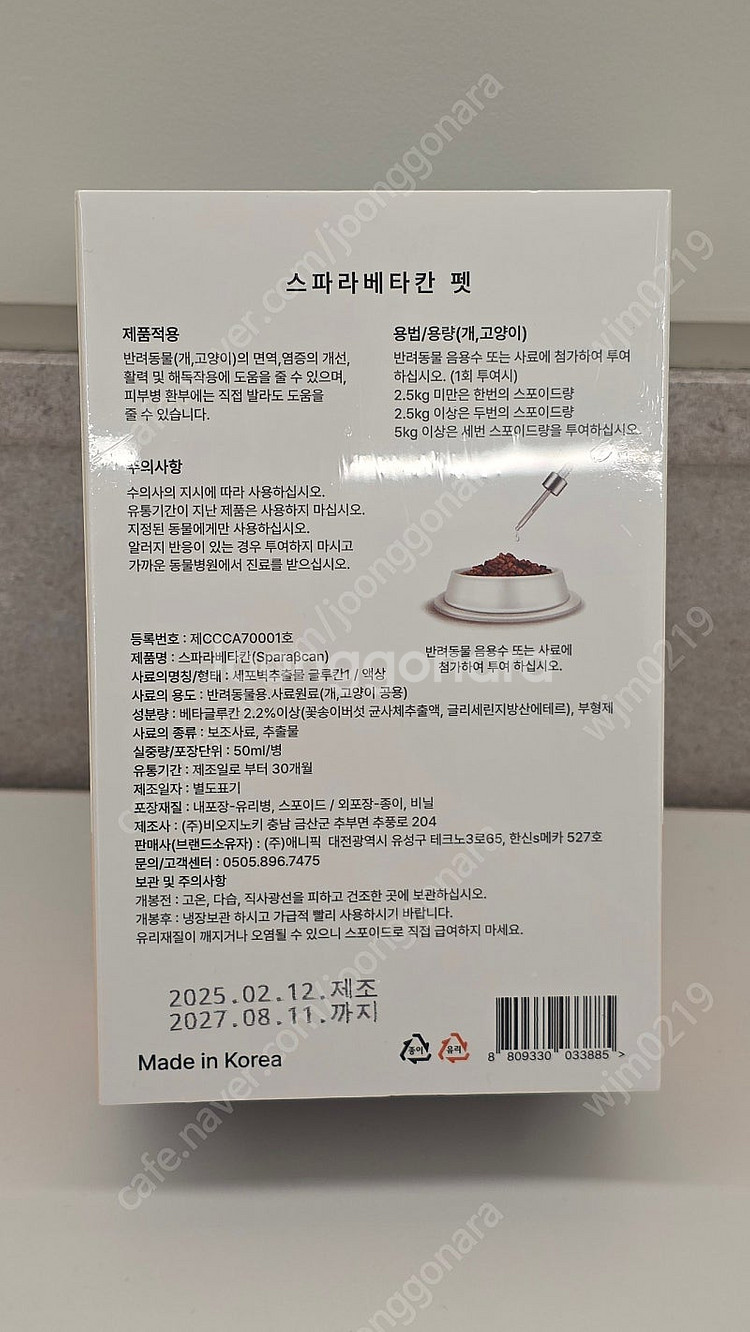 스파라베타칸 펫
제품적용
반려동물(개,고양이)의 면역,염증의 개선,
활력 및 해독작용에 도움을 줄 수 있으며,
피부병 환부에는 직접 발라도 도움을
줄 수 있습니다.
용법/용량(개,고양이)
반려동물 음용수 또는 사료에 첨가하여 투여
하십시오. (1회 투여시)
2.5kg 미만은 한번의 스포이드량
2.5kg 이상은 두번의 스포이드량
5kg 이상은 세번 스포이드량을 투여하십시오.
주의사항
수의사의 지시에 따라 사용하십시오.
유통기간이 지난 제품은 사용하지 마십시오.
지정된 동물에게만 사용하십시오.
알러지 반응이 있는 경우 투여하지 마시고
가까운 동물병원에서 진료를 받으십시오.
반려동물 음용수 또는 사료에
첨가하여 투여 하십시오.
등록번호 : 제CCCA70001호
제품명 : 스파라베타칸(Sparaβcan)
사료의명칭/형태 : 세포벽추출물 글루칸1 / 액상
사료의 용도 : 반려동물용.사료원료(개,고양이 공용)
성분량 : 베타글루칸 2.2%이상(꽃송이버섯 균사체추출액, 글리세린지방산에테르), 부형제
사료의 종류 : 보조사료, 추출물
실중량/포장단위 : 50ml/병
유통기간 : 제조일로 부터 30개월
제조일자 : 별도표기
포장재질 : 내포장-유리병, 스포이드 / 외포장-종이, 비닐
제조사 : (주)비오지노키 충남 금산군 추부면 추풍로 204
판매사(브랜드소유자) : (주)애니픽 대전광역시 유성구 테크노3로65, 한신s메카 527호
문의/고객센터 : 0505.896.7475
보관 및 주의사항
개봉전 : 고온, 다습, 직사광선을 피하고 건조한 곳에 보관하십시오.
개봉후 : 냉장보관 하시고 가급적 빨리 사용하시기 바랍니다.
유리재질이 깨지거나 오염될 수 있으니 스포이드로 직접 급여하지 마세요.
2025.02.12.제조
2027.08.11.까지
Made in Korea
종이
유리
8 809330 033885 >
joonggonara
cafe.naver.com/joonggonara
wjm0219